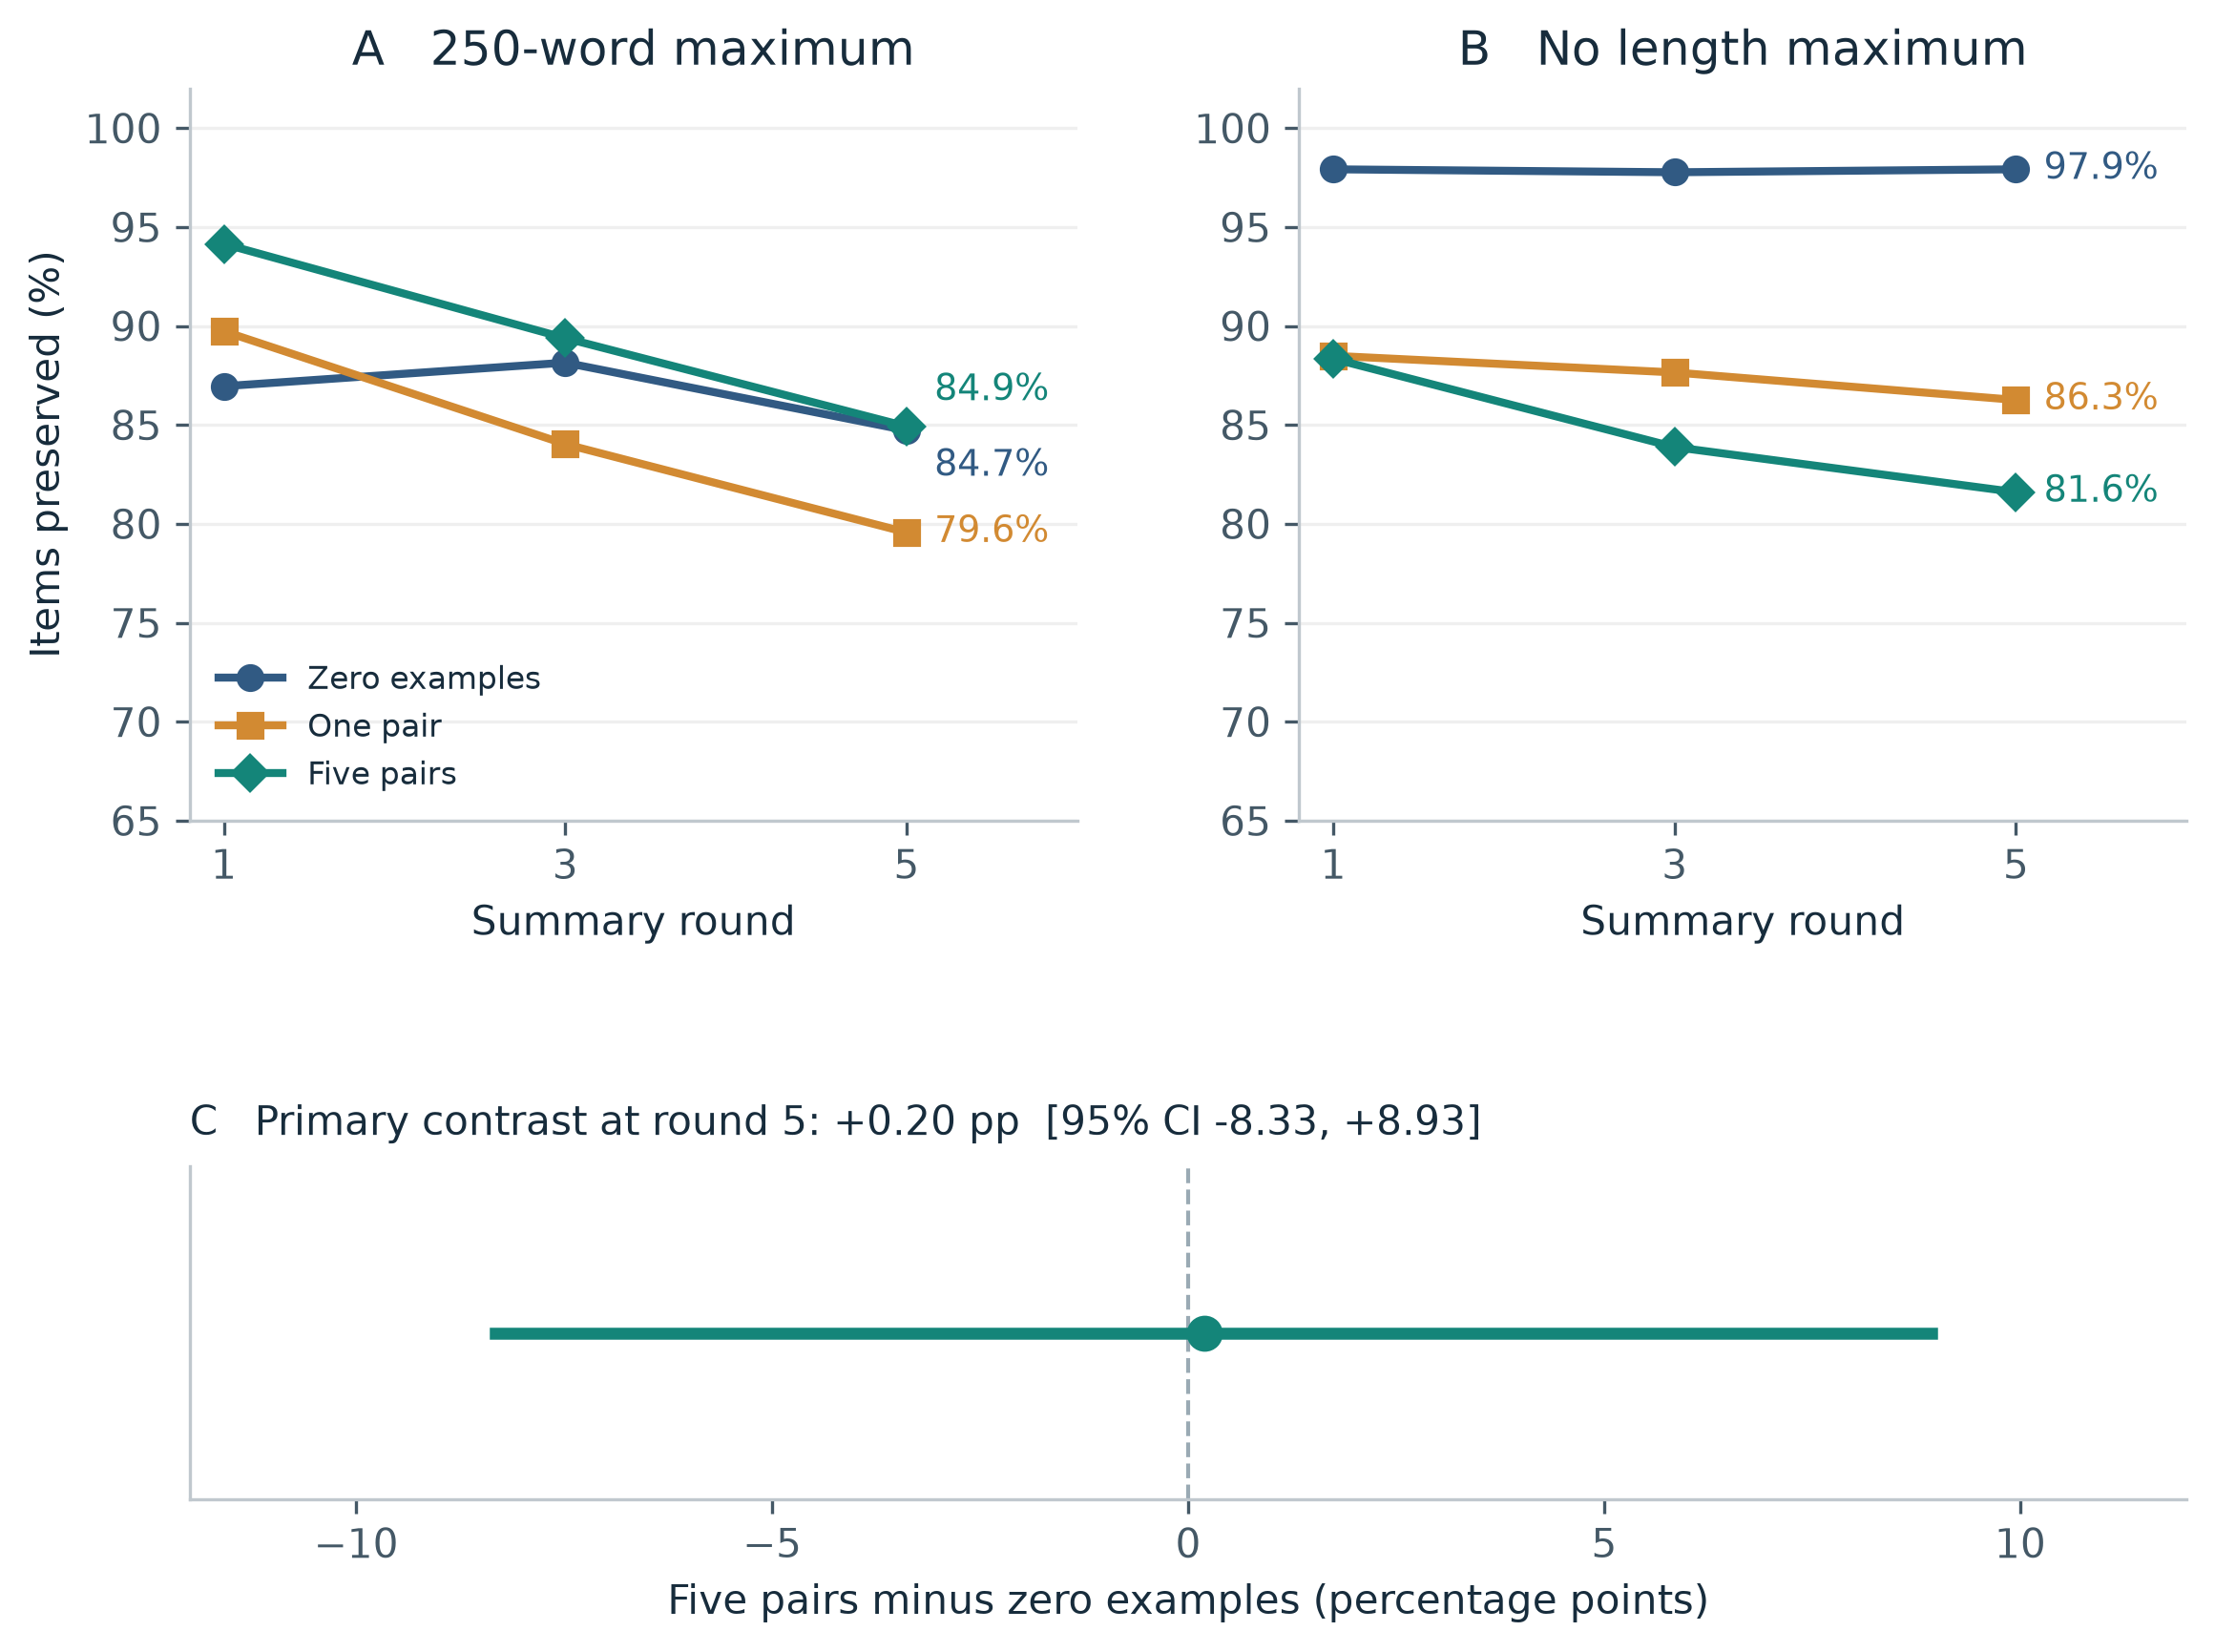 A 250-word maximum
Items preserved (%)
100
95
90
85
80
75
70
65
84.9%
84.7%
79.6%
Zero examples
One pair
Five pairs
1 3 5
Summary round
B No length maximum
100
95
90
85
80
75
70
65
97.9%
86.3%
81.6%
1 3 5
Summary round
C Primary contrast at round 5: +0.20 pp [95% CI -8.33, +8.93]
−10 −5 0 5 10
Five pairs minus zero examples (percentage points)